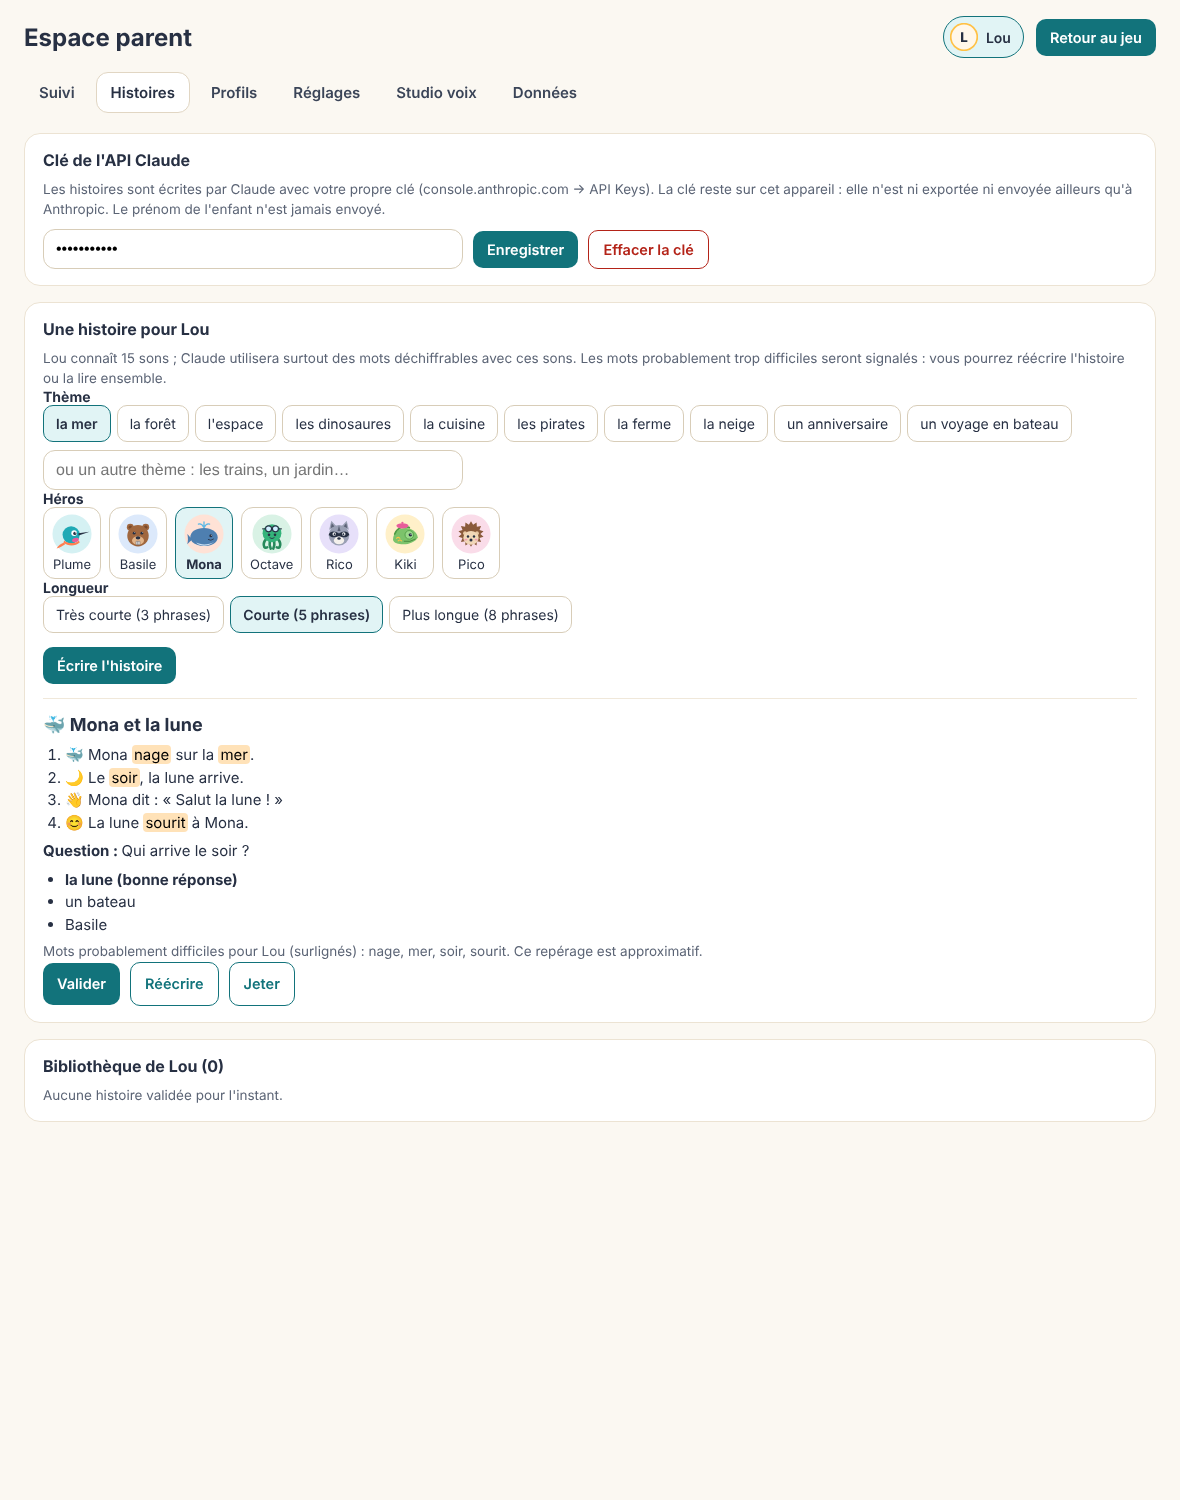 Espace parent
L
Lou
Retour au jeu
Suivi
Histoires
Profils
Réglages
Studio voix
Données
Clé de l'API Claude
Les histoires sont écrites par Claude avec votre propre clé (console.anthropic.com → API Keys). La clé reste sur cet appareil : elle n'est ni exportée ni envoyée ailleurs qu'à
Anthropic. Le prénom de l'enfant n'est jamais envoyé.
•••••••••••
Enregistrer
Effacer la clé
Une histoire pour Lou
Lou connaît 15 sons ; Claude utilisera surtout des mots déchiffrables avec ces sons. Les mots probablement trop difficiles seront signalés : vous pourrez réécrire l'histoire
ou la lire ensemble.
Thème
la mer
la forêt
l'espace
les dinosaures
la cuisine
les pirates
la ferme
la neige
un anniversaire
un voyage en bateau
ou un autre thème : les trains, un jardin…
Héros
Plume
Basile
Mona
Octave
Rico
Kiki
Pico
Longueur
Très courte (3 phrases)
Courte (5 phrases)
Plus longue (8 phrases)
Écrire l'histoire
🐳 Mona et la lune
1. 🐳 Mona nage sur la mer.
2. 🌙 Le soir, la lune arrive.
3. 👋 Mona dit : « Salut la lune ! »
4. 😊 La lune sourit à Mona.
Question : Qui arrive le soir ?
• la lune (bonne réponse)
• un bateau
• Basile
Mots probablement difficiles pour Lou (surlignés) : nage, mer, soir, sourit. Ce repérage est approximatif.
Valider
Réécrire
Jeter
Bibliothèque de Lou (0)
Aucune histoire validée pour l'instant.